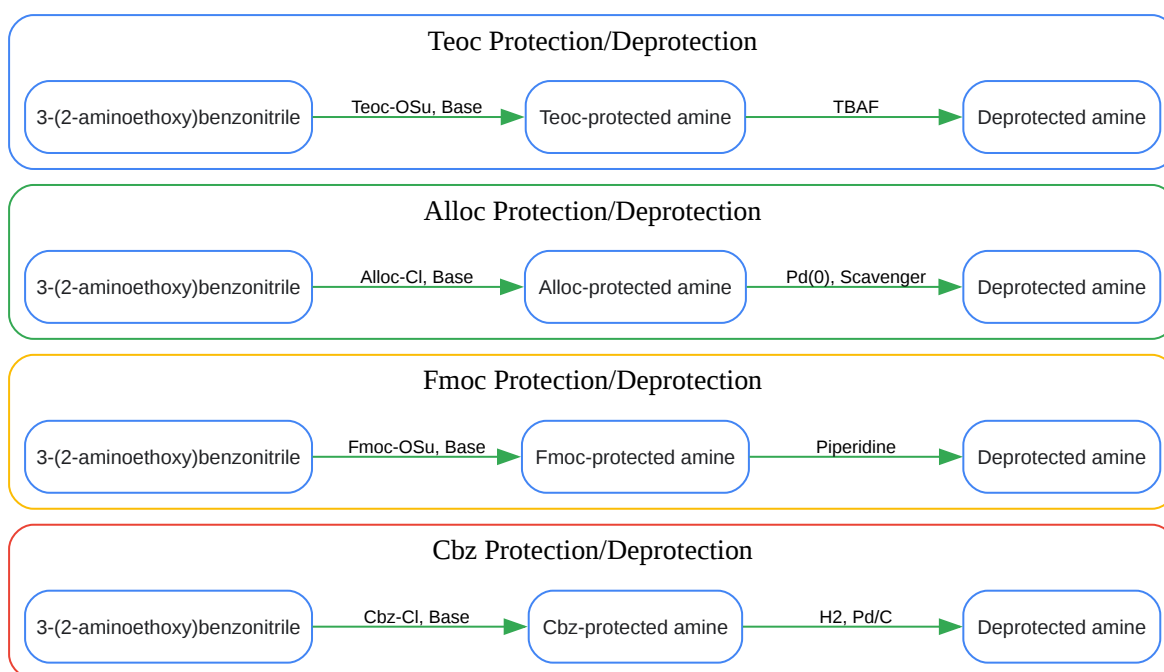 Teoc Protection/Deprotection
3-(2-aminoethoxy)benzonitrile
Teoc-OSu, Base
Teoc-protected amine
TBAF
Deprotected amine
Alloc Protection/Deprotection
3-(2-aminoethoxy)benzonitrile
Alloc-Cl, Base
Alloc-protected amine
Pd(0), Scavenger
Deprotected amine
Fmoc Protection/Deprotection
3-(2-aminoethoxy)benzonitrile
Fmoc-OSu, Base
Fmoc-protected amine
Piperidine
Deprotected amine
Cbz Protection/Deprotection
3-(2-aminoethoxy)benzonitrile
Cbz-Cl, Base
Cbz-protected amine
H2, Pd/C
Deprotected amine